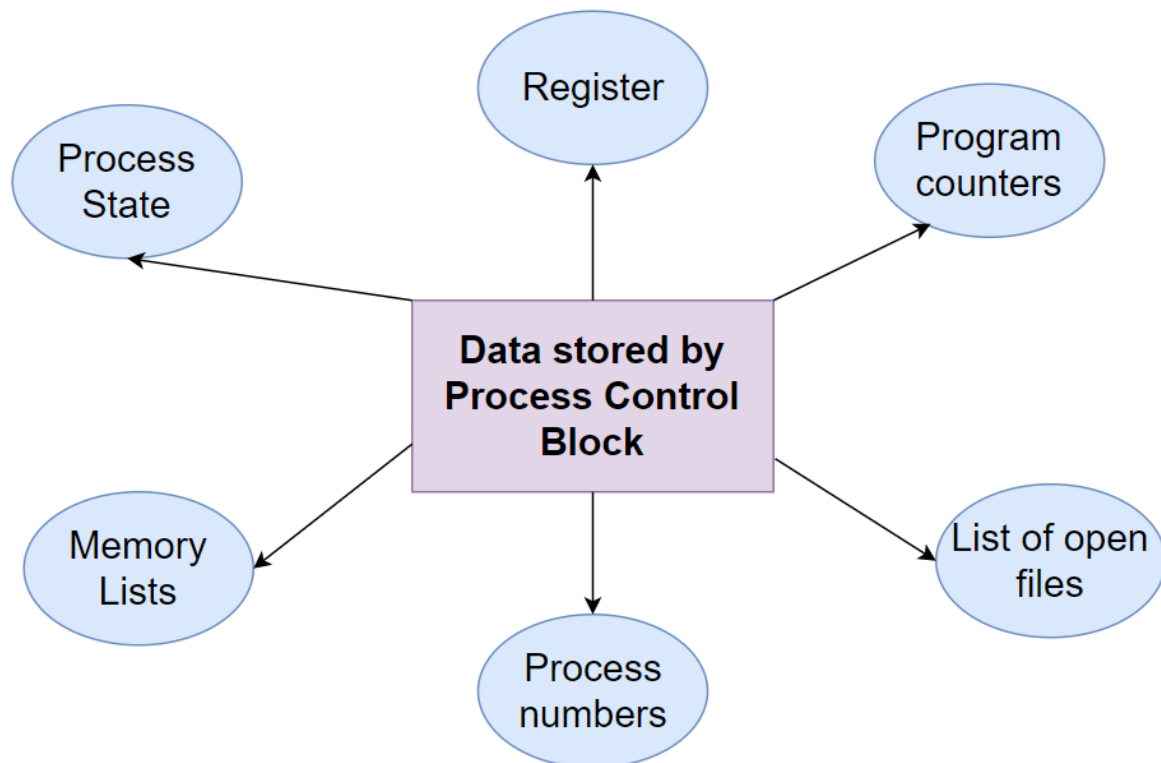 Register
Program
counters
Process
State
Data stored by
Process Control
Block
Memory
Lists
List of open
files
Process
numbers